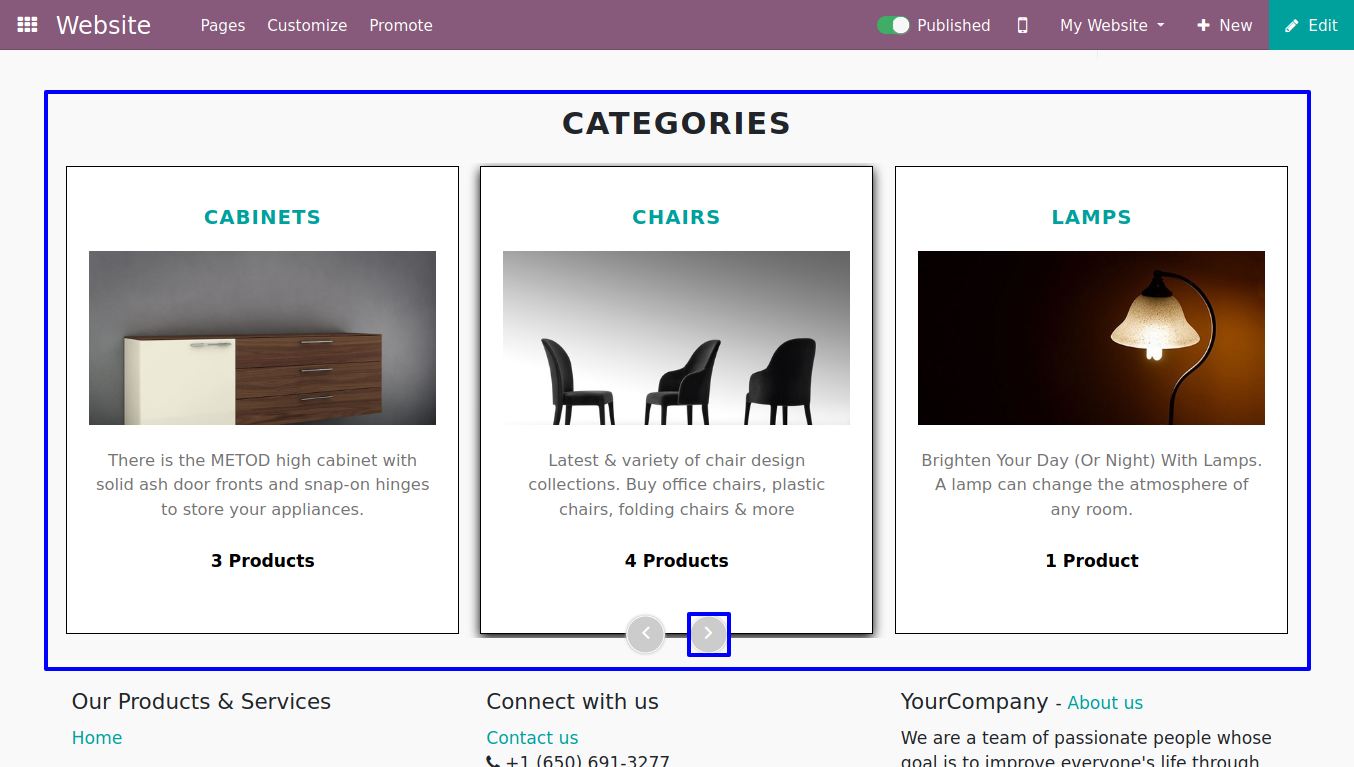 Website Pages Customize Promote Published My Website New Edit
CATEGORIES
CABINETS
There is the METOD high cabinet with
solid ash door fronts and snap-on hinges
to store your appliances.
3 Products
CHAIRS
Latest & variety of chair design
collections. Buy office chairs, plastic
chairs, folding chairs & more
4 Products
LAMPS
Brighten Your Day (Or Night) With Lamps.
A lamp can change the atmosphere of
any room.
1 Product
Our Products & Services
Home
Connect with us
Contact us
+1 (650) 691-3277
YourCompany - About us
We are a team of passionate people whose
goal is to improve everyone's life through